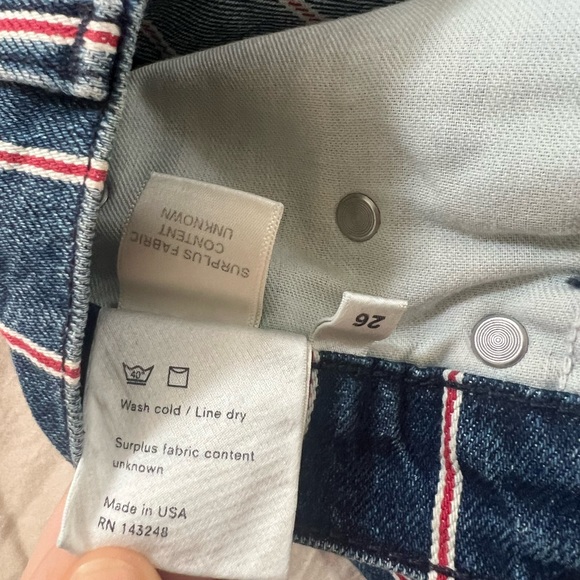 SURPLUS FABRIC
CONTENT
UNKNOWN
26
40°
Wash cold / Line dry
Surplus fabric content
unknown
Made in USA
RN 143248